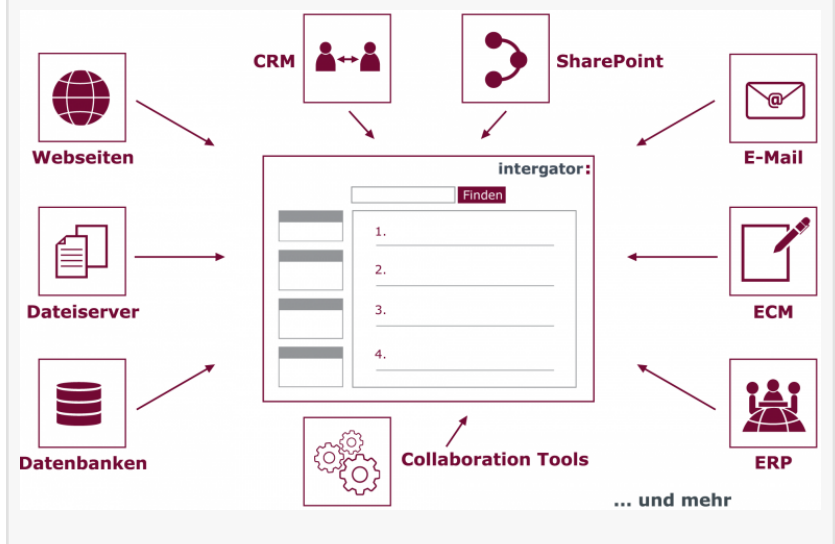 CRM
SharePoint
Webseiten
E-Mail
intergator:
Finden
1.
2.
3.
4.
Dateiserver
ECM
Datenbanken
Collaboration Tools
ERP
... und mehr
@